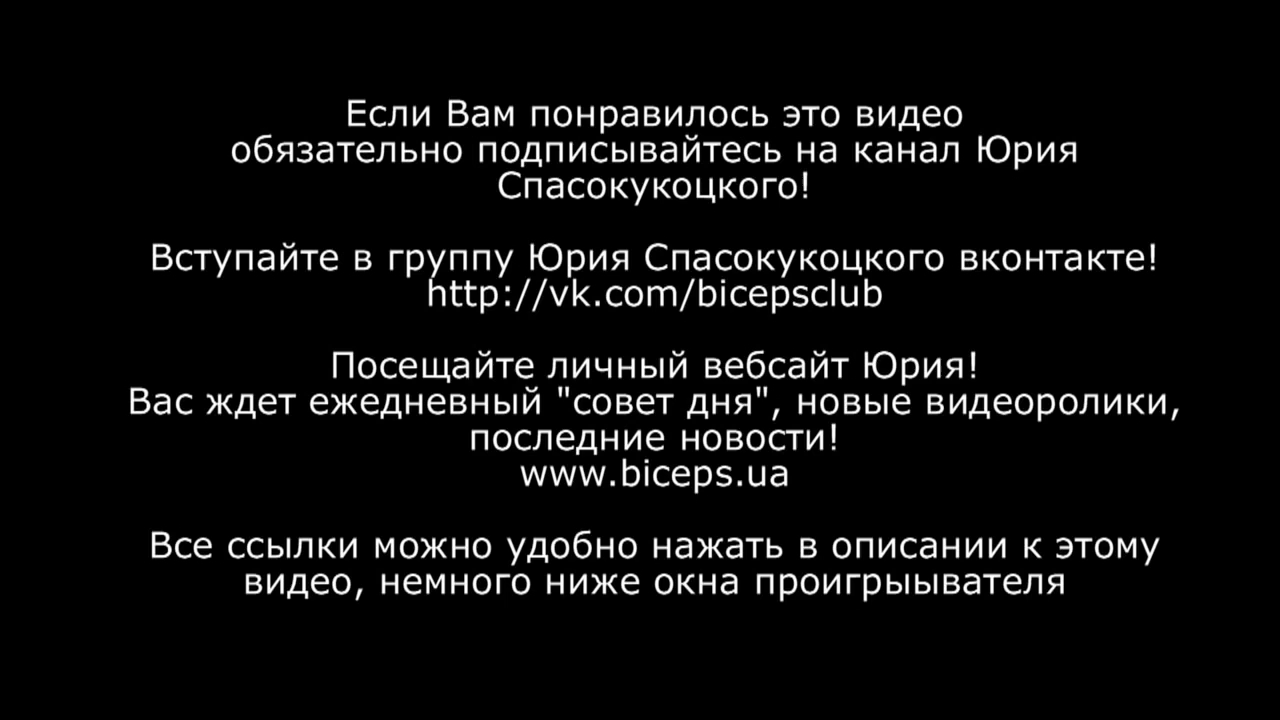 Если Вам понравилось это видео
обязательно подписывайтесь на канал Юрия
Спасокукоцкого!
Вступайте в группу Юрия Спасокукоцкого вконтакте!
http://vk.com/bicepsclub
Посещайте личный вебсайт Юрия!
Вас ждет ежедневный "совет дня", новые видеоролики,
последние новости!
www.biceps.ua
Все ссылки можно удобно нажать в описании к этому
видео, немного ниже окна проигрыывателя